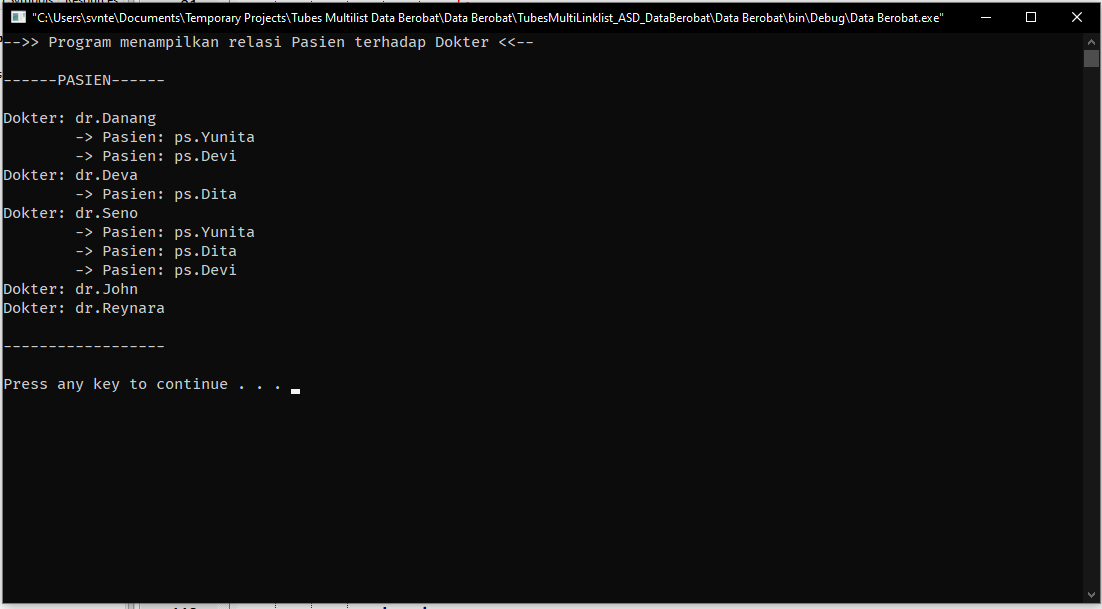 "C:\Users\svnte\Documents\Temporary Projects\Tubes Multilist Data Berobat\Data Berobat\TubesMultiLinklist_ASD_DataBerobat\Data Berobat\bin\Debug\Data Berobat.exe"
-->> Program menampilkan relasi Pasien terhadap Dokter <<--
------PASIEN------
Dokter: dr.Danang
-> Pasien: ps.Yunita
-> Pasien: ps.Devi
Dokter: dr.Deva
-> Pasien: ps.Dita
Dokter: dr.Seno
-> Pasien: ps.Yunita
-> Pasien: ps.Dita
-> Pasien: ps.Devi
Dokter: dr.John
Dokter: dr.Reynara
------------------
Press any key to continue . . .